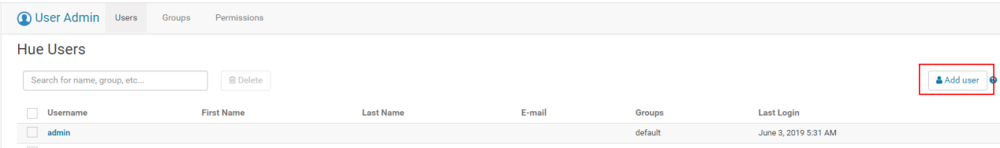 User Admin Users Groups Permissions
Hue Users
Search for name, group, etc... Delete Add user
Username First Name Last Name E-mail Groups Last Login
admin default June 3, 2019 5:31 AM